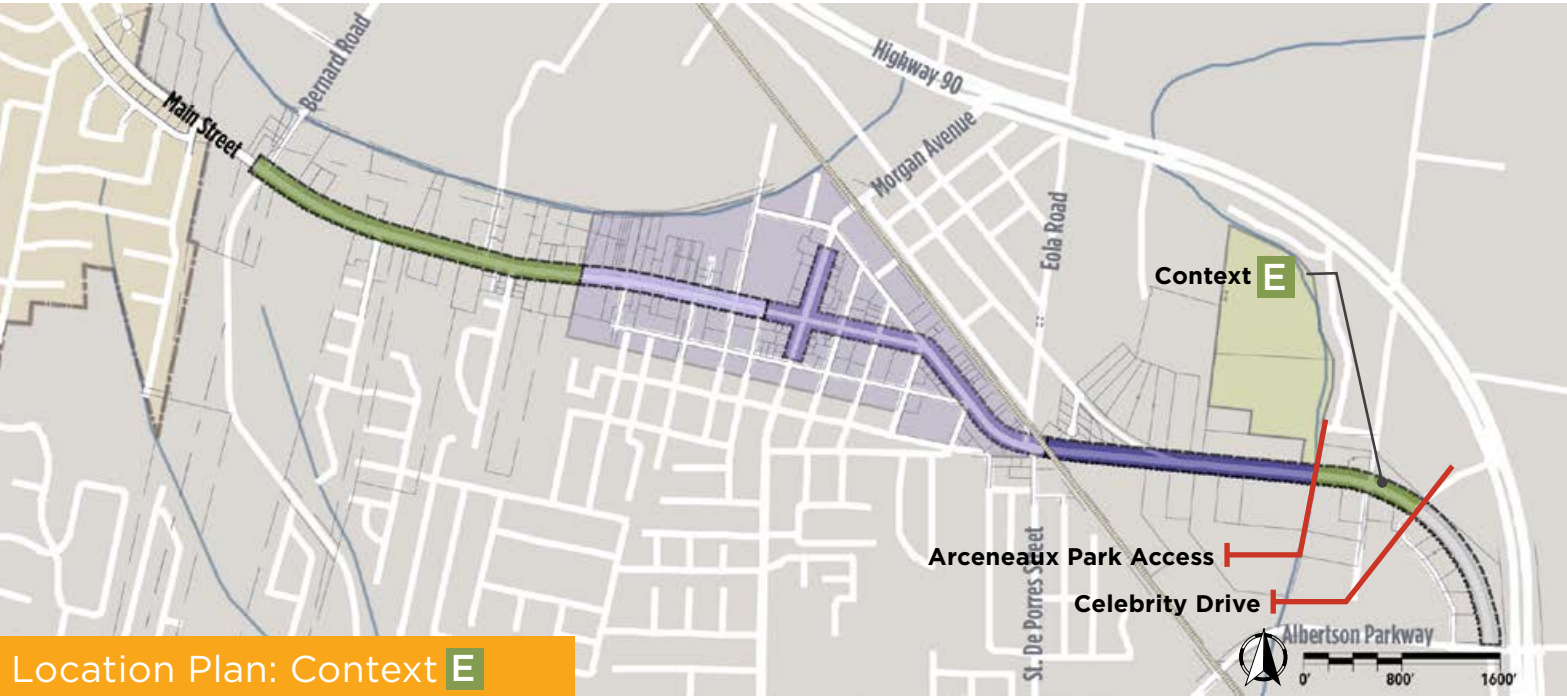 Highway 90
Bernard Road
Main Street
Morgan Avenue
Eola Road
Context E
Arceneaux Park Access
Celebrity Drive
St. De Porres Street
Albertson Parkway
0' 800' 1600'
Location Plan: Context E